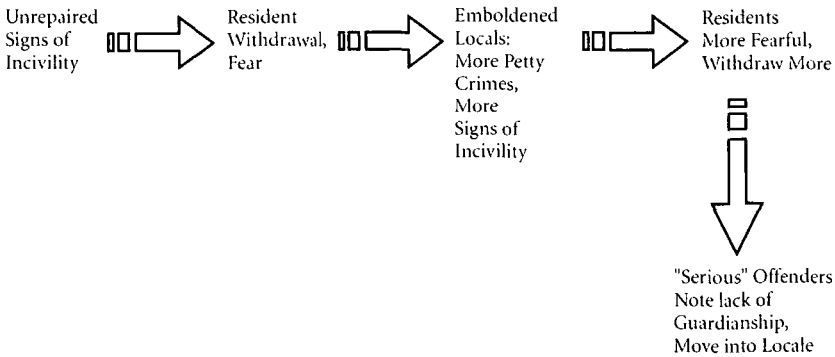 Unrepaired
Signs of
Incivility
Resident
Withdrawal,
Fear
Emboldened
Locals:
More Petty
Crimes,
More
Signs of
Incivility
Residents
More Fearful,
Withdraw More
"Serious" Offenders
Note lack of
Guardianship,
Move into Locale